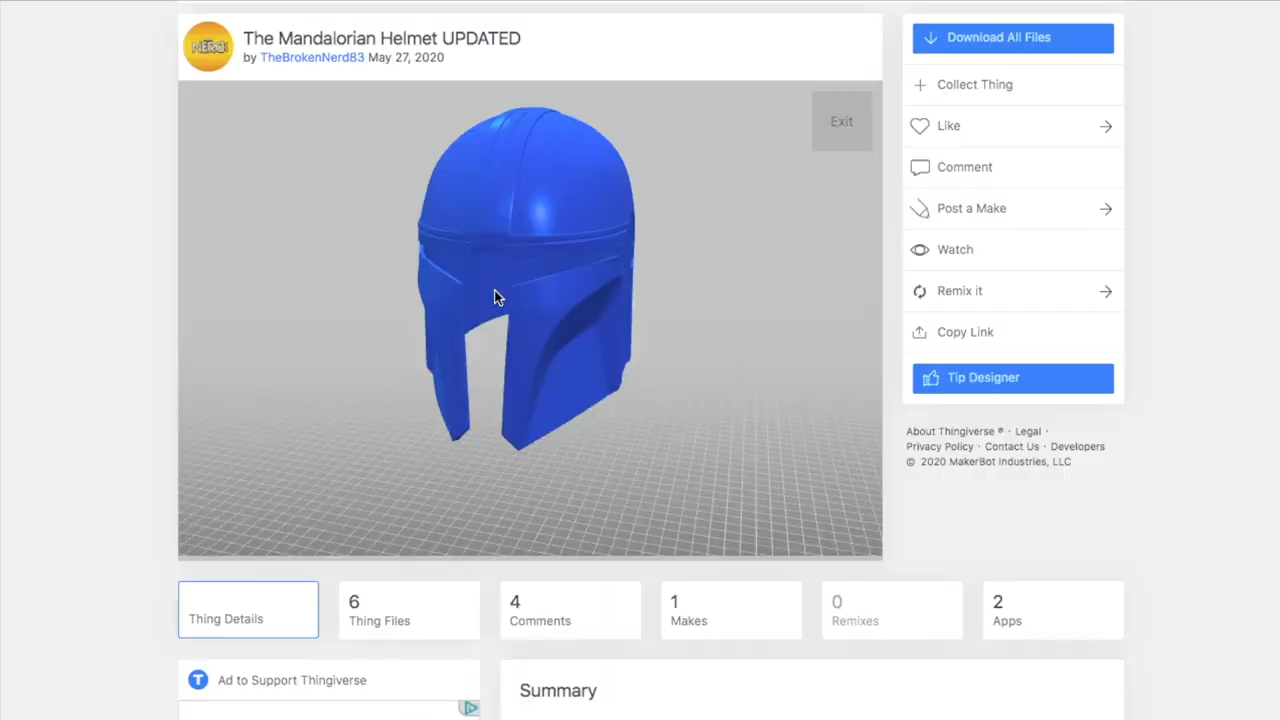 NERD
The Mandalorian Helmet UPDATED
by TheBrokenNerd83 May 27, 2020
Exit
Download All Files
Collect Thing
Like
Comment
Post a Make
Watch
Remix it
Copy Link
Tip Designer
About Thingiverse ® · Legal ·
Privacy Policy · Contact Us · Developers
© 2020 MakerBot Industries, LLC
Thing Details
6
Thing Files
4
Comments
1
Makes
0
Remixes
2
Apps
T
Ad to Support Thingiverse
Summary